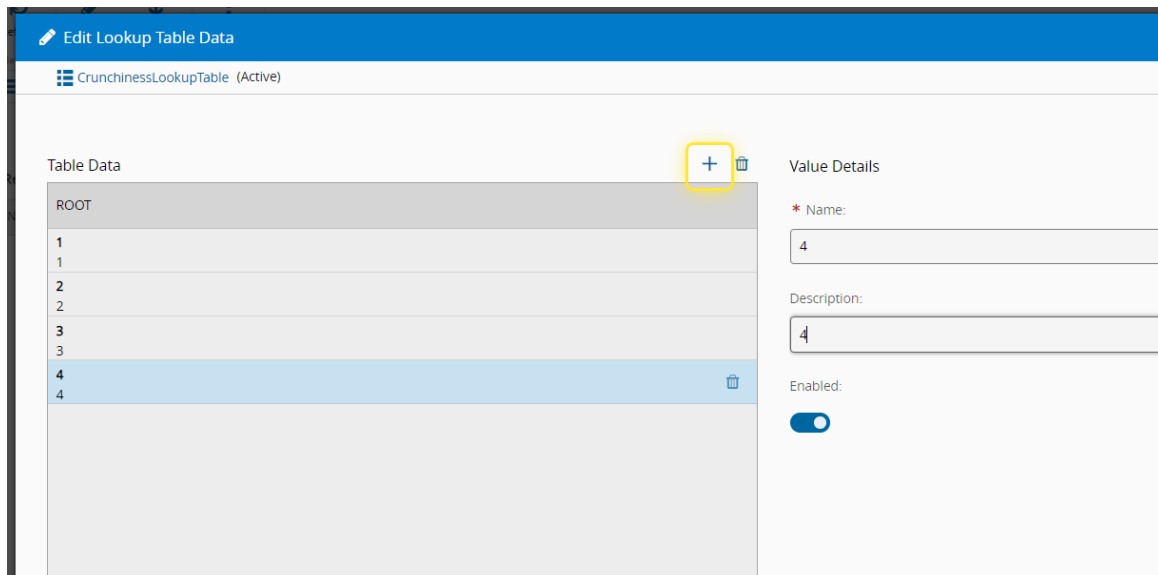 Edit Lookup Table Data
CrunchinessLookupTable (Active)
Table Data
ROOT
1
1
2
2
3
3
4
4
Value Details
* Name:
4
Description:
4
Enabled: